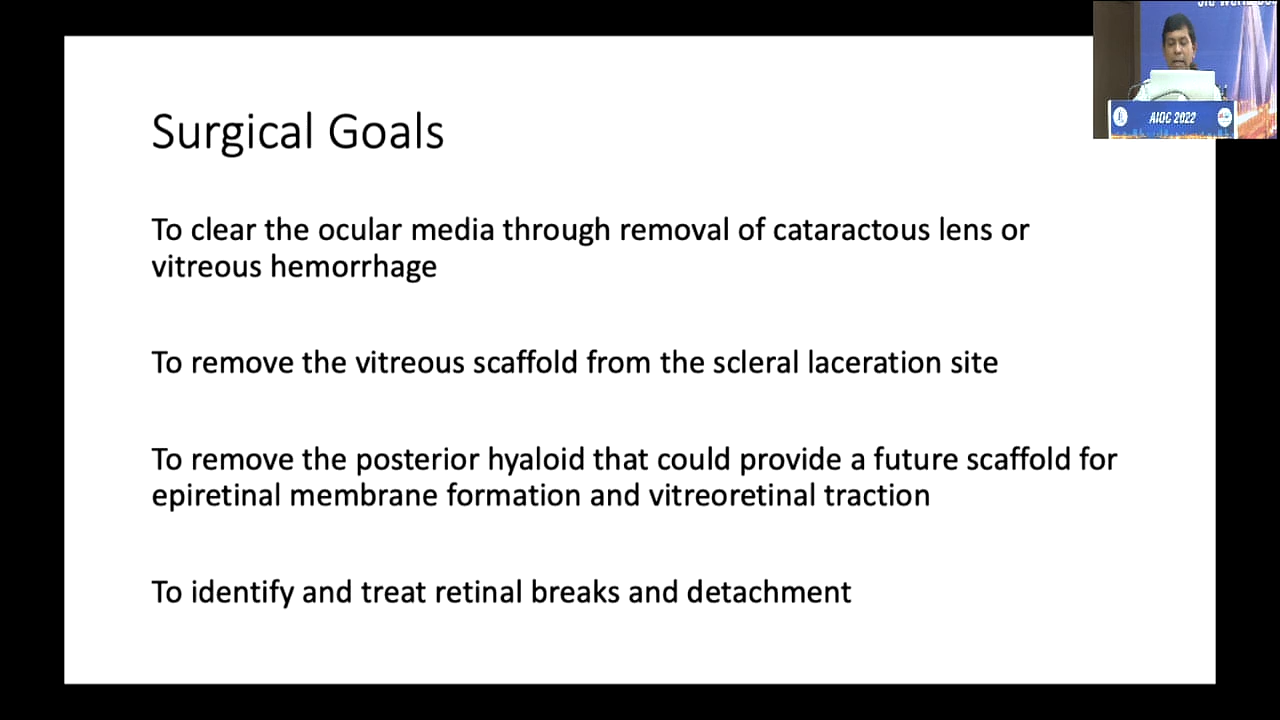 Surgical Goals
To clear the ocular media through removal of cataractous lens or
vitreous hemorrhage
To remove the vitreous scaffold from the scleral laceration site
To remove the posterior hyaloid that could provide a future scaffold for
epiretinal membrane formation and vitreoretinal traction
To identify and treat retinal breaks and detachment
AIOC 2022